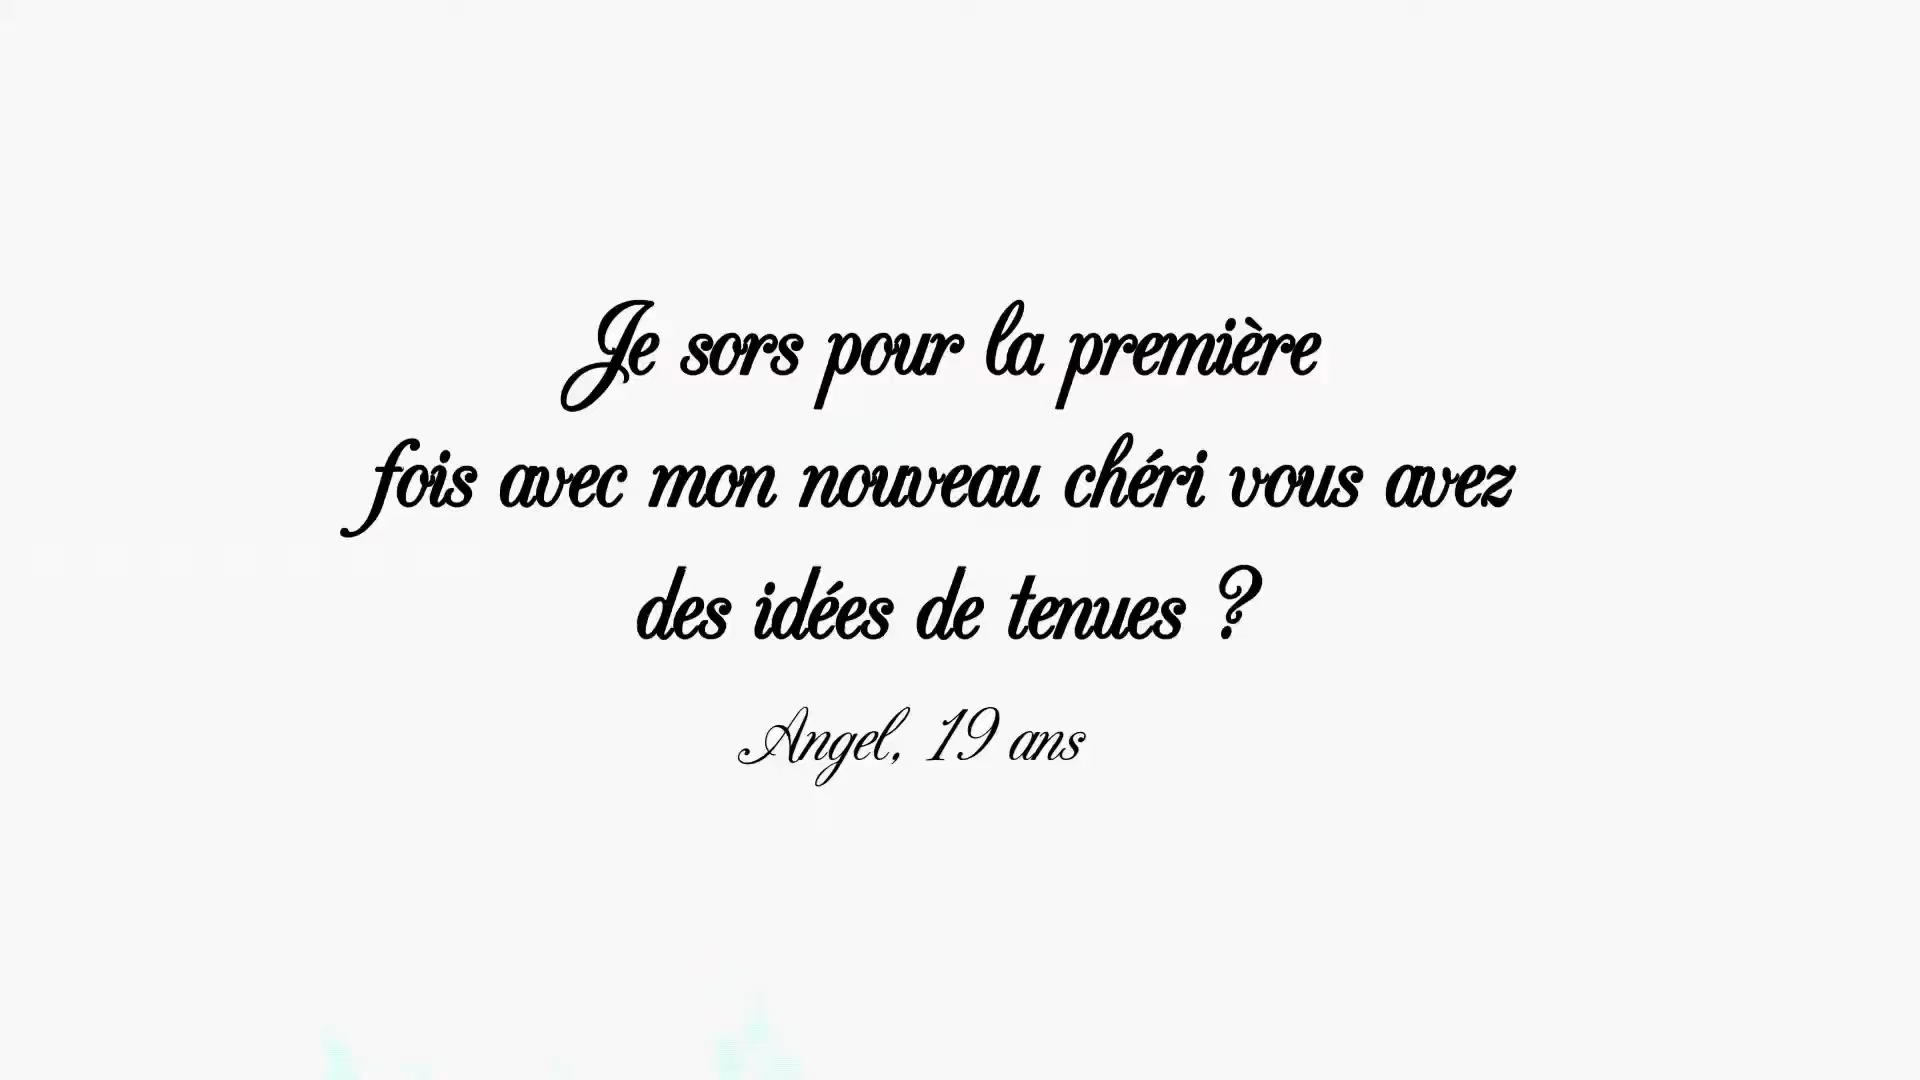 Je sors pour la première
fois avec mon nouveau chéri vous avez
des idées de tenues ?
Angel, 19 ans